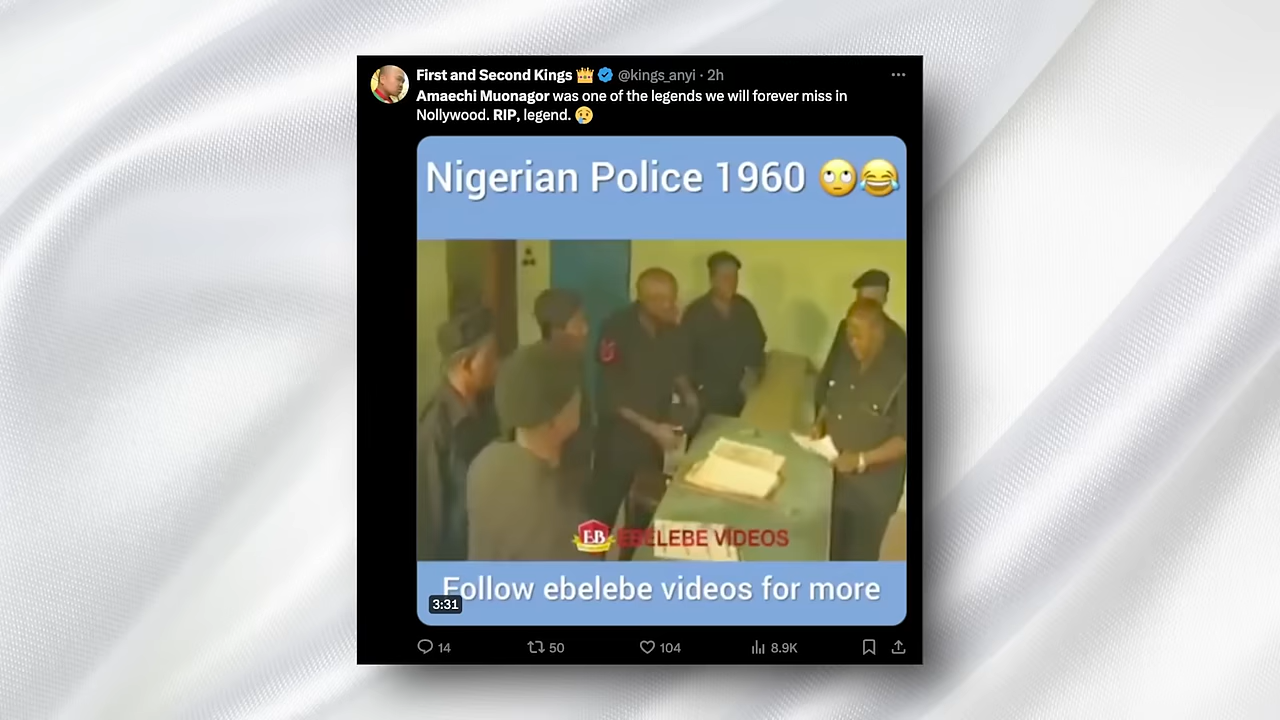 First and Second Kings 👑 @kings_anyi · 2h
Amaechi Muonagor was one of the legends we will forever miss in
Nollywood. RIP, legend. 😢
Nigerian Police 1960 🙄😂
EB EBELEBE VIDEOS
Follow ebelebe videos for more
3:31
14 50 104 8.9K